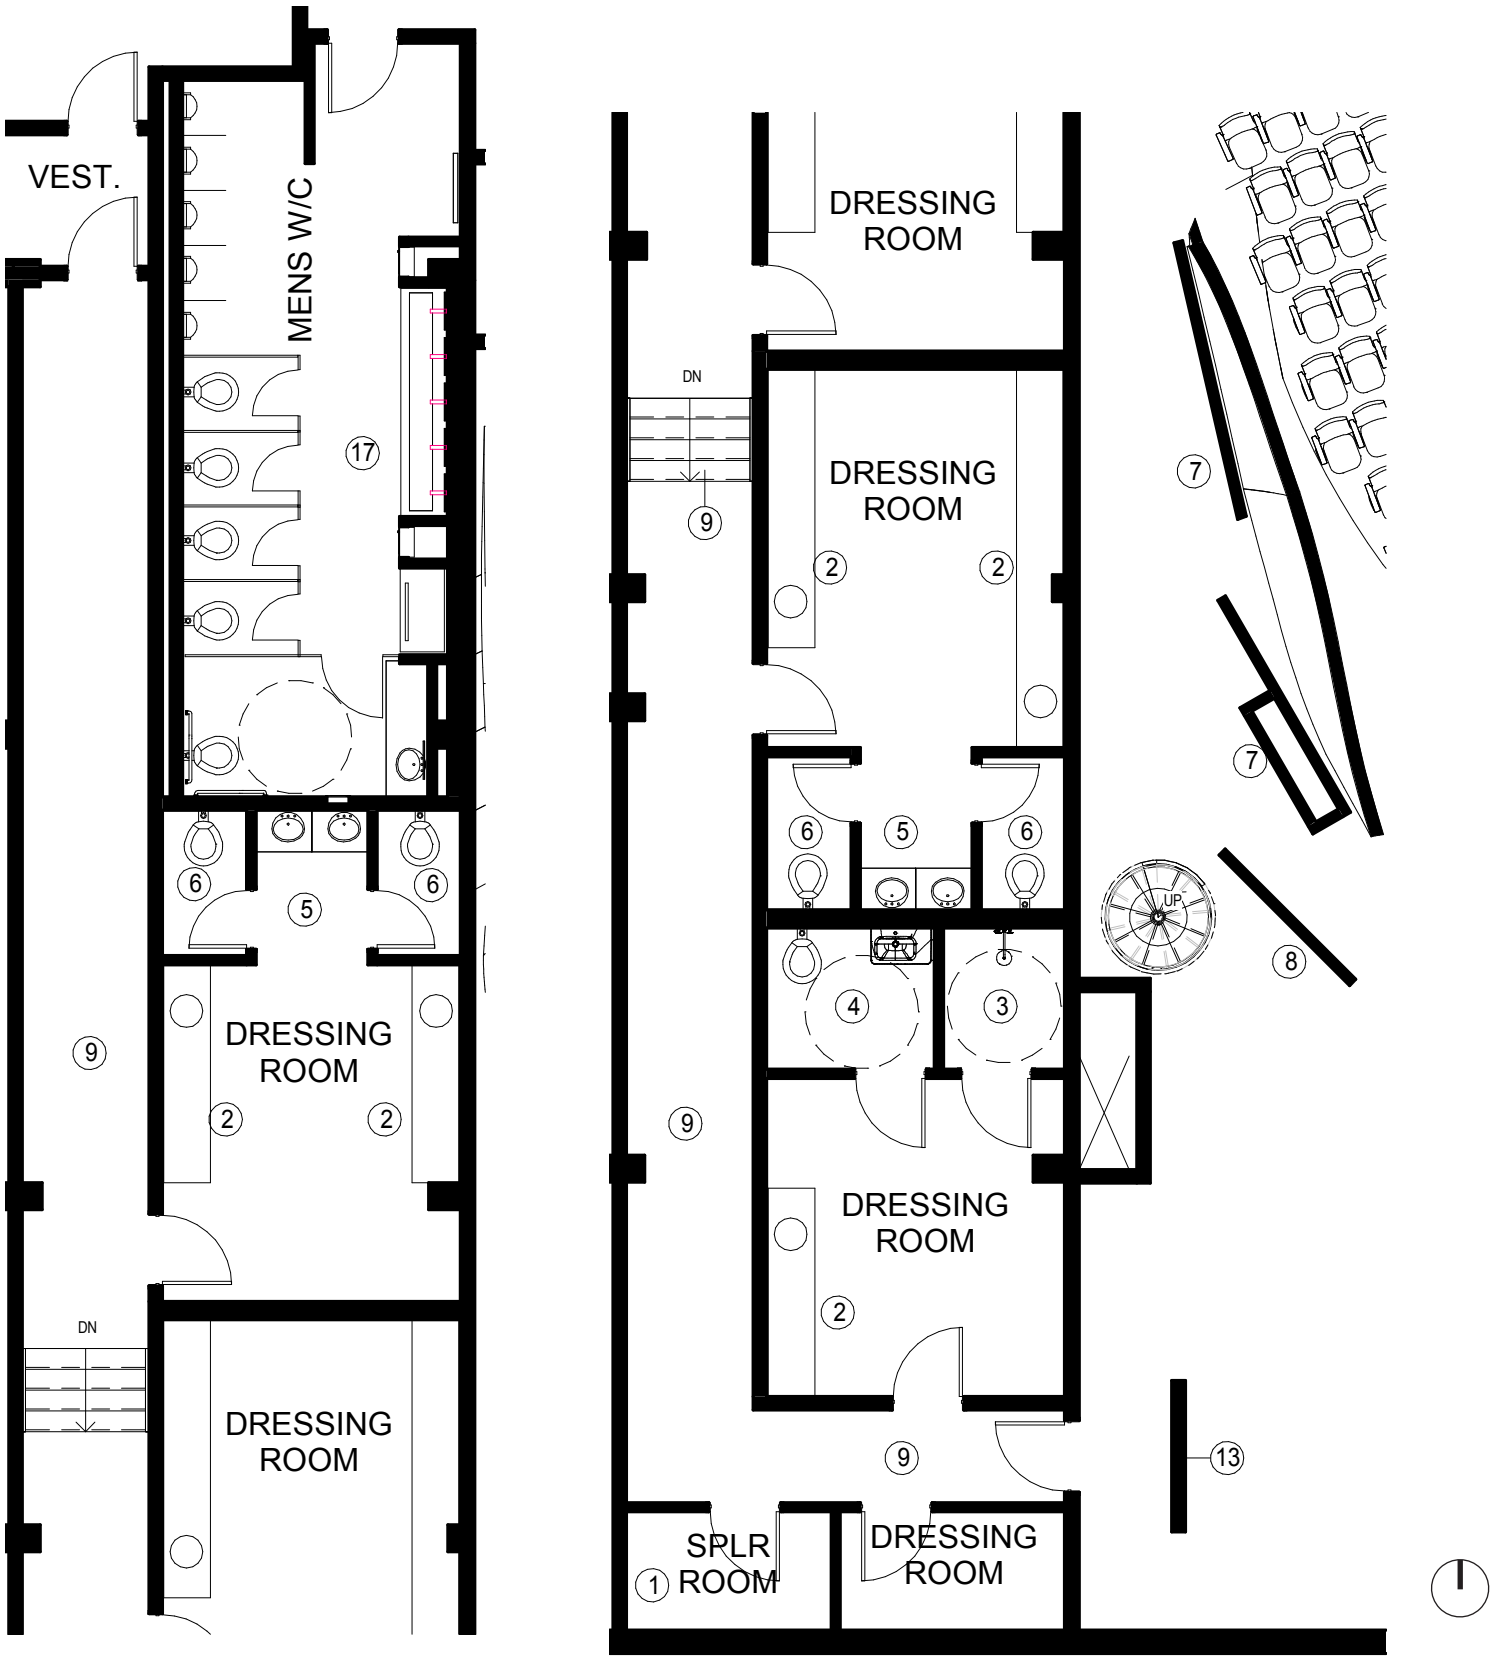 VEST.
MENS W/C
17
6
5
6
DRESSING
ROOM
9
2
2
DN
DRESSING
ROOM
DRESSING
ROOM
DN
9
DRESSING
ROOM
2
2
7
7
6
5
6
UP
8
4
3
9
DRESSING
ROOM
2
9
13
SPLR
ROOM
1
DRESSING
ROOM